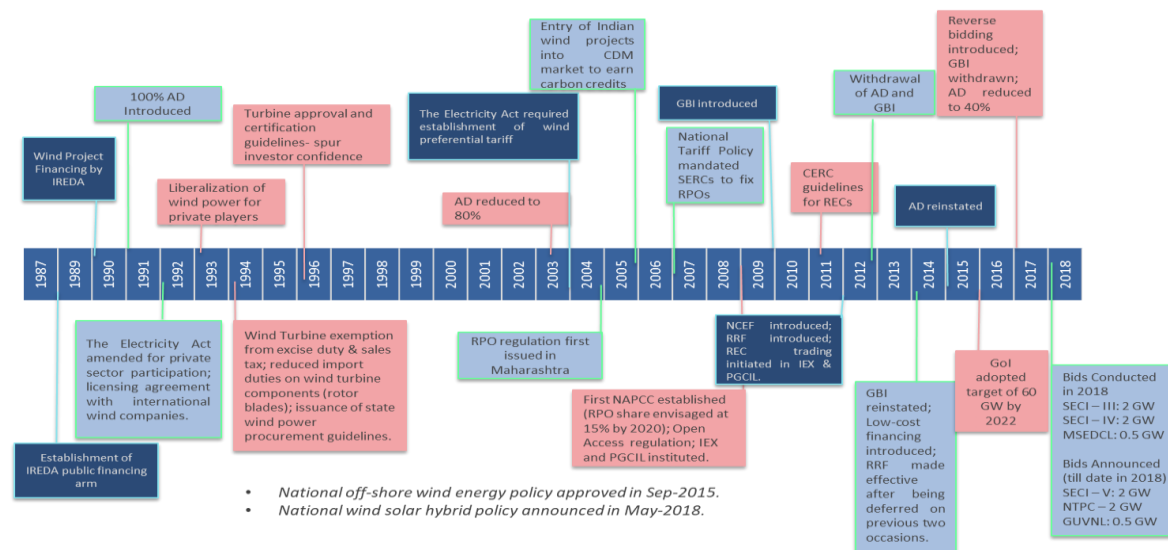 Entry of Indian
wind projects
into CDM
market to earn
carbon credits
Reverse
bidding
introduced;
GBI
withdrawn;
AD reduced
to 40%
100% AD
Introduced
Turbine approval and
certification
guidelines- spur
investor confidence
The Electricity Act required
establishment of wind
preferential tariff
GBI introduced
Withdrawal
of AD and
GBI
Wind Project
Financing by
IREDA
Liberalization of
wind power for
private players
AD reduced to
80%
National
Tariff Policy
mandated
SERCs to fix
RPOs
CERC
guidelines
for RECs
AD reinstated
1987
1989
1990
1991
1992
1993
1994
1995
1996
1997
1998
1999
2000
2001
2002
2003
2004
2005
2006
2007
2008
2009
2010
2011
2012
2013
2014
2015
2016
2017
2018
The Electricity Act
amended for private
sector participation;
licensing agreement
with international
wind companies.
Wind Turbine exemption
from excise duty & sales
tax; reduced import
duties on wind turbine
components (rotor
blades); issuance of state
wind power
procurement guidelines.
RPO regulation first
issued in
Maharashtra
First NAPCC established
(RPO share envisaged at
15% by 2020); Open
Access regulation; IEX
and PGCIL instituted.
NCEF introduced;
RRF introduced;
REC trading
initiated in IEX &
PGCIL.
GBI
reinstated;
Low-cost
financing
introduced;
RRF made
effective
after being
deferred on
previous two
occasions.
GoI
adopted
target of 60
GW by
2022
Bids Conducted
in 2018
SECI – III: 2 GW
SECI – IV: 2 GW
MSEDCL: 0.5 GW
Bids Announced
(till date in 2018)
SECI – V: 2 GW
NTPC – 2 GW
GUVNL: 0.5 GW
Establishment of
IREDA public financing
arm
• National off-shore wind energy policy approved in Sep-2015.
• National wind solar hybrid policy announced in May-2018.